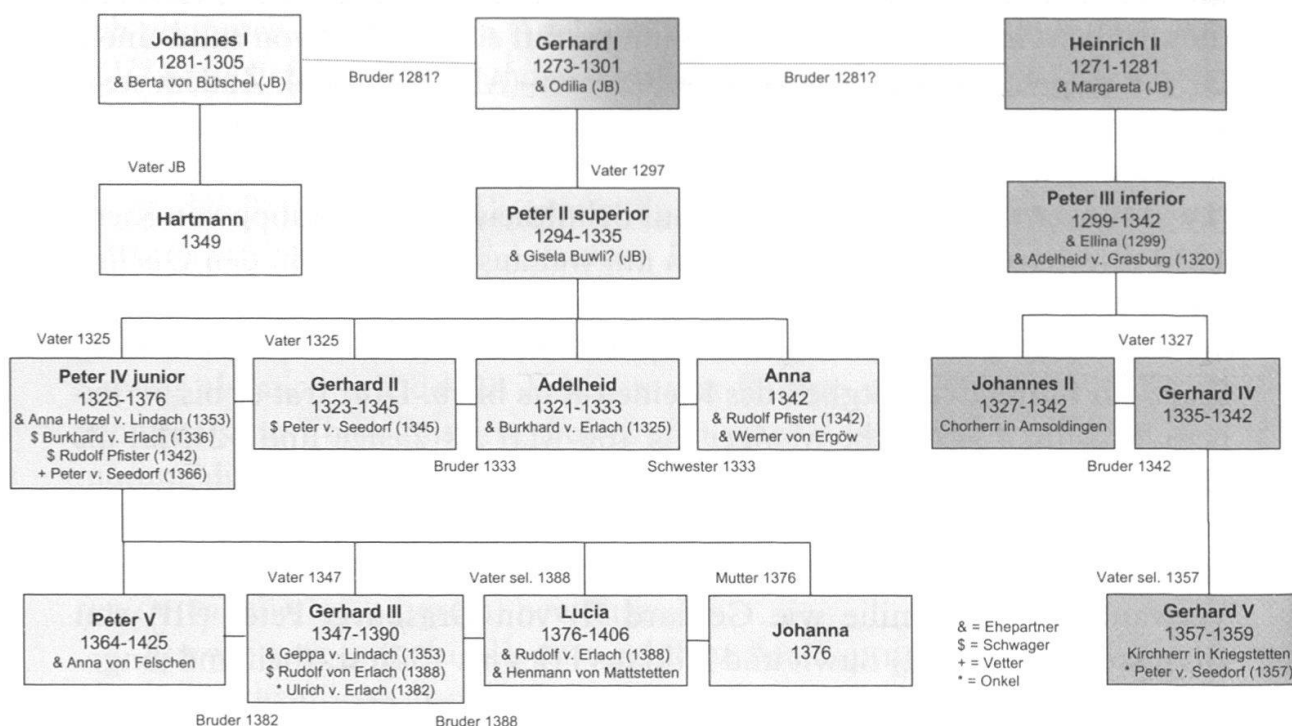 Johannes I
1281-1305
& Berta von Bütschel (JB)
Bruder 1281?
Gerhard I
1273-1301
& Odilia (JB)
Bruder 1281?
Heinrich II
1271-1281
& Margareta (JB)
Vater JB
Hartmann
1349
Vater 1297
Peter II superior
1294-1335
& Gisela Buwli? (JB)
Peter III inferior
1299-1342
& Ellina (1299)
& Adelheid v. Grasburg (1320)
Vater 1325
Peter IV junior
1325-1376
& Anna Hetzel v. Lindach (1353)
$ Burkhard v. Erlach (1336)
$ Rudolf Pfister (1342)
+ Peter v. Seedorf (1366)
Vater 1325
Gerhard II
1323-1345
$ Peter v. Seedorf (1345)
Bruder 1333
Adelheid
1321-1333
& Burkhard v. Erlach (1325)
Schwester 1333
Anna
1342
& Rudolf Pfister (1342)
& Werner von Ergöw
Johannes II
1327-1342
Chorherr in Amsoldingen
Vater 1327
Gerhard IV
1335-1342
Bruder 1342
Peter V
1364-1425
& Anna von Felschen
Bruder 1382
Vater 1347
Gerhard III
1347-1390
& Geppa v. Lindach (1353)
$ Rudolf von Erlach (1388)
* Ulrich v. Erlach (1382)
Bruder 1388
Vater sel. 1388
Lucia
1376-1406
& Rudolf v. Erlach (1388)
& Henmann von Mattstetten
Mutter 1376
Johanna
1376
& = Ehepartner
$ = Schwager
+ = Vetter
* = Onkel
Vater sel. 1357
Gerhard V
1357-1359
Kirchherr in Kriegstetten
* Peter v. Seedorf (1357)